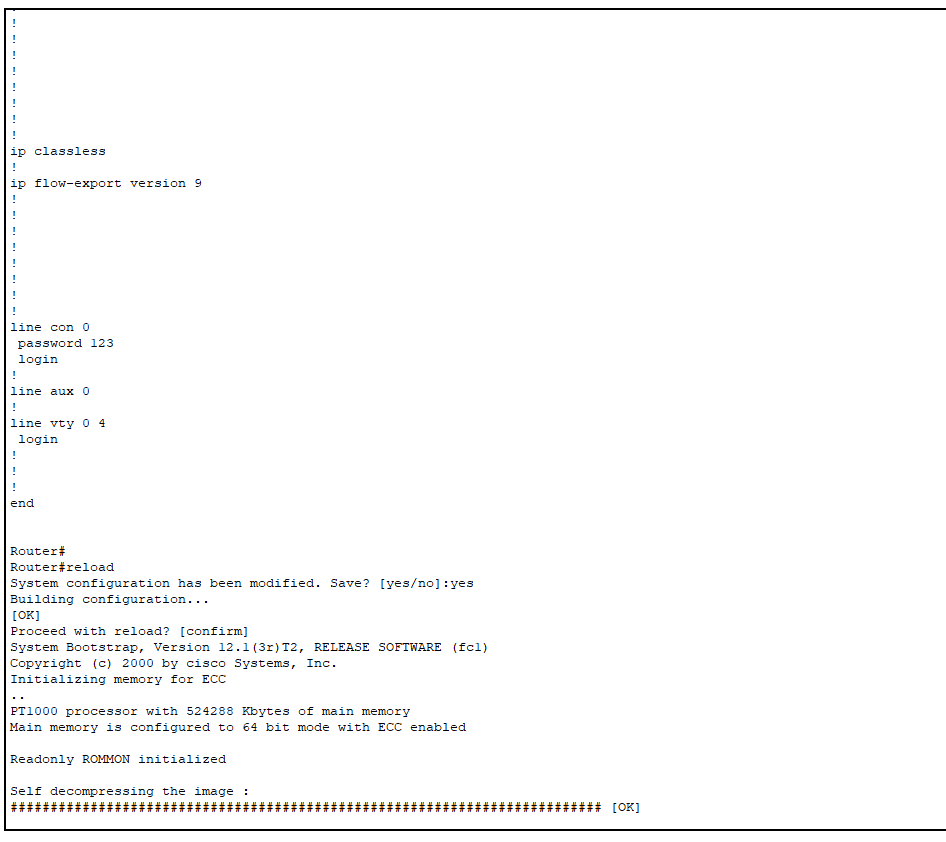 !
!
!
!
!
!
!
!
ip classless
!
ip flow-export version 9
!
!
!
!
!
!
!
!
line con 0
 password 123
 login
!
line aux 0
!
line vty 0 4
 login
!
!
!
end
Router#
Router#reload
System configuration has been modified. Save? [yes/no]:yes
Building configuration...
[OK]
Proceed with reload? [confirm]
System Bootstrap, Version 12.1(3r)T2, RELEASE SOFTWARE (fc1)
Copyright (c) 2000 by cisco Systems, Inc.
Initializing memory for ECC
..
PT1000 processor with 524288 Kbytes of main memory
Main memory is configured to 64 bit mode with ECC enabled
Readonly ROMMON initialized
Self decompressing the image :
########################################################################## [OK]